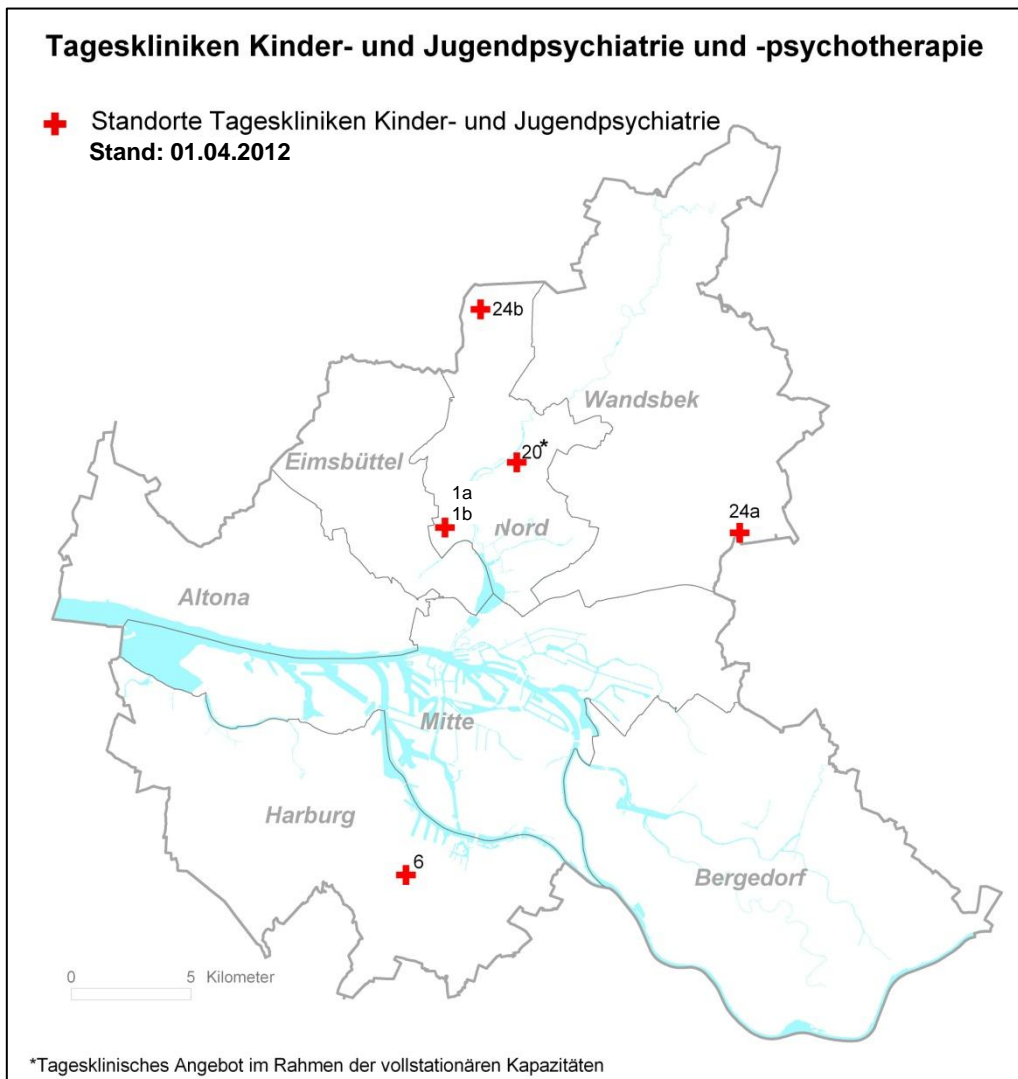 Tageskliniken Kinder- und Jugendpsychiatrie und -psychotherapie
Standorte Tageskliniken Kinder- und Jugendpsychiatrie
Stand: 01.04.2012
24b
Wandsbek
20*
Eimsbüttel
1a
1b
Nord
24a
Altona
Mitte
Harburg
6
Bergedorf
0 5 Kilometer
*Tagesklinisches Angebot im Rahmen der vollstationären Kapazitäten